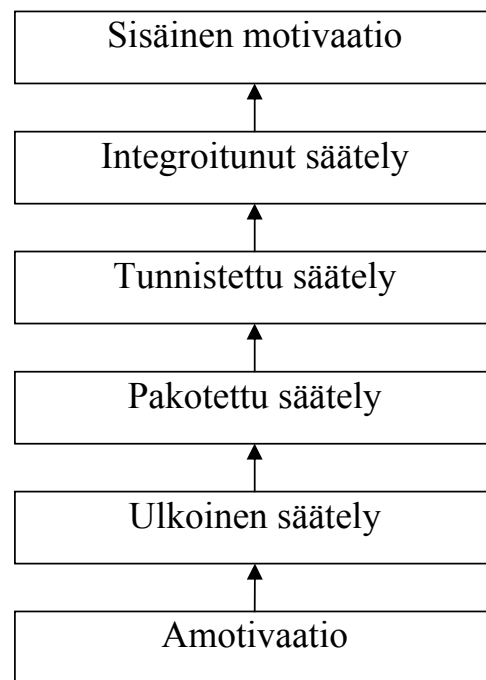 Sisäinen motivaatio
Integroitunut säätely
Tunnistettu säätely
Pakotettu säätely
Ulkoinen säätely
Amotivaatio